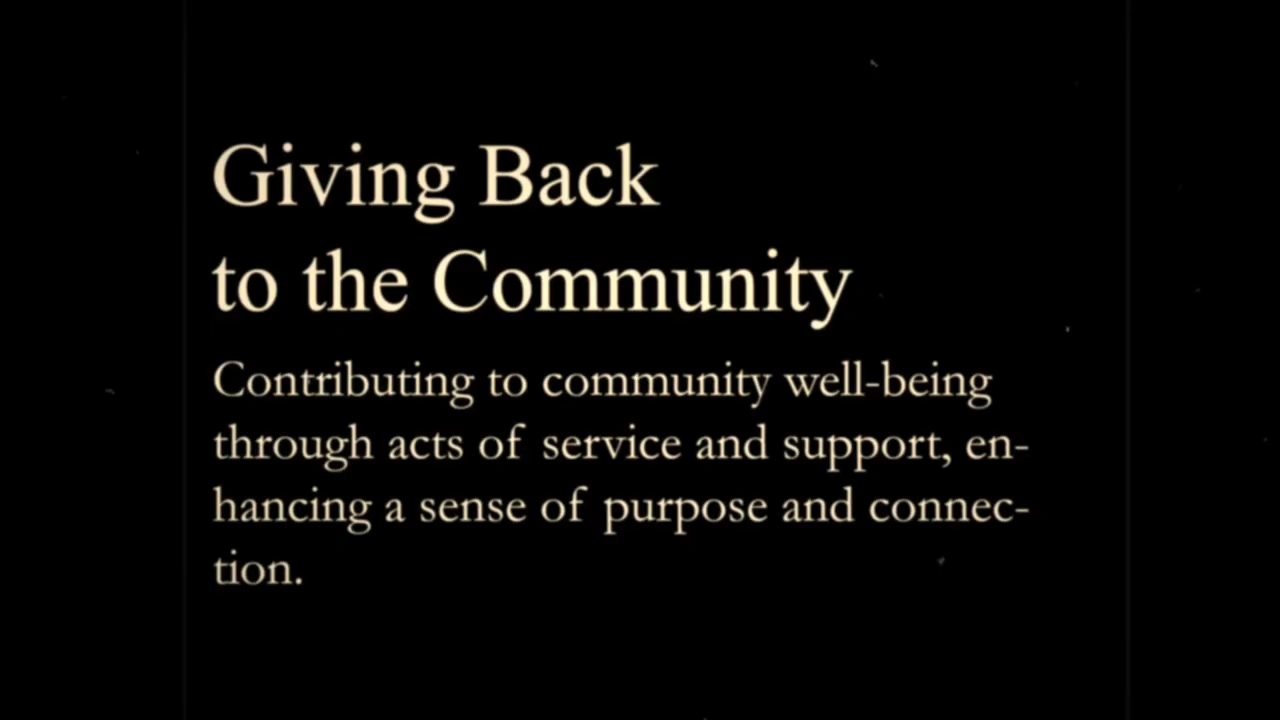 Giving Back
to the Community
Contributing to community well-being
through acts of service and support, en-
hancing a sense of purpose and connec-
tion.